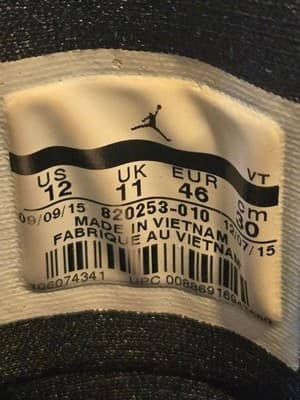 US UK EUR cm VT
12 11 46 30
09/09/15 820253-010 12/07/15
MADE IN VIETNAM
FABRIQUE AU VIETNAM
UPC